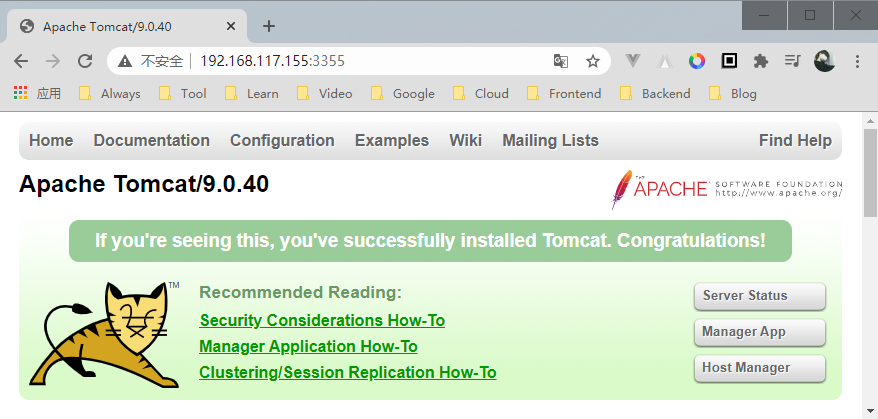 Apache Tomcat/9.0.40
不安全 192.168.117.155:3355
应用 Always Tool Learn Video Google Cloud Frontend Backend Blog
Home Documentation Configuration Examples Wiki Mailing Lists Find Help
Apache Tomcat/9.0.40
THE
APACHE SOFTWARE FOUNDATION
http://www.apache.org/
If you're seeing this, you've successfully installed Tomcat. Congratulations!
TM
Recommended Reading:
Security Considerations How-To
Manager Application How-To
Clustering/Session Replication How-To
Server Status
Manager App
Host Manager